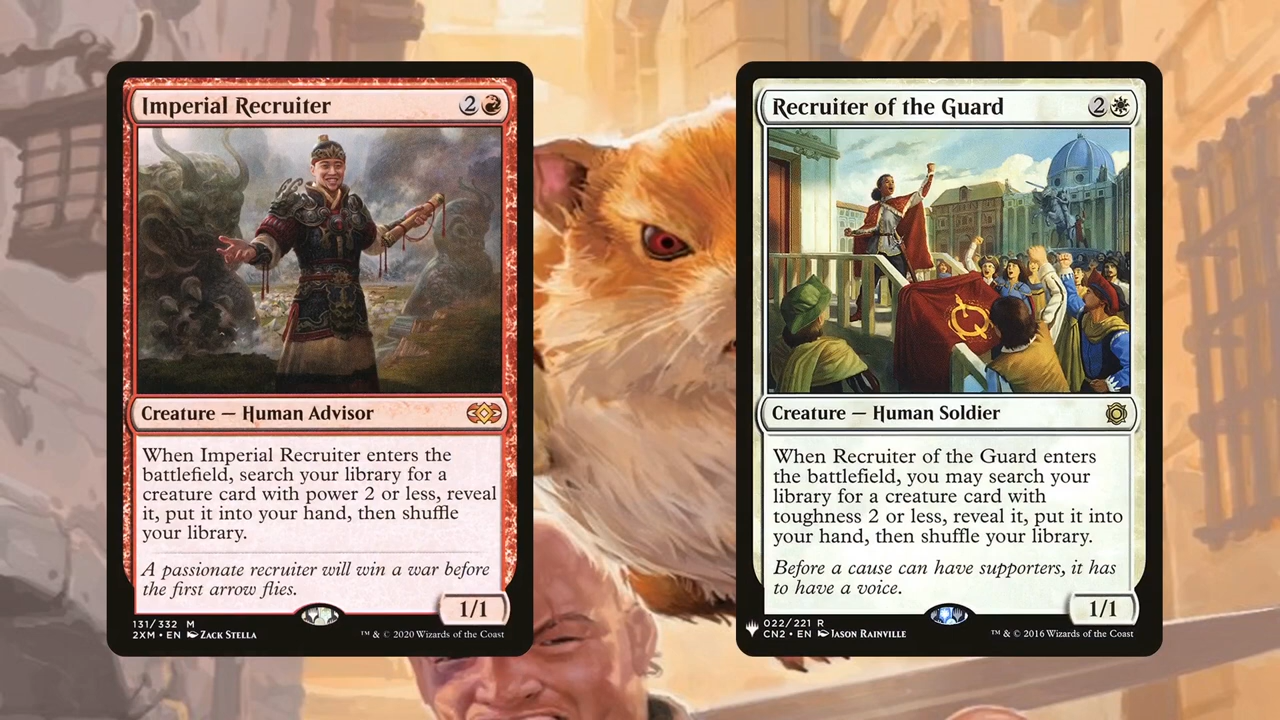 Imperial Recruiter 2
Creature — Human Advisor
When Imperial Recruiter enters the
battlefield, search your library for a
creature card with power 2 or less, reveal
it, put it into your hand, then shuffle
your library.
A passionate recruiter will win a war before
the first arrow flies.
1/1
131/332 M
2XM • EN Zack Stella
™ & © 2020 Wizards of the Coast
Recruiter of the Guard 2
Creature — Human Soldier
When Recruiter of the Guard enters
the battlefield, you may search your
library for a creature card with
toughness 2 or less, reveal it, put it into
your hand, then shuffle your library.
Before a cause can have supporters, it has
to have a voice.
1/1
022/221 R
CN2 • EN Jason Rainville
™ & © 2016 Wizards of the Coast